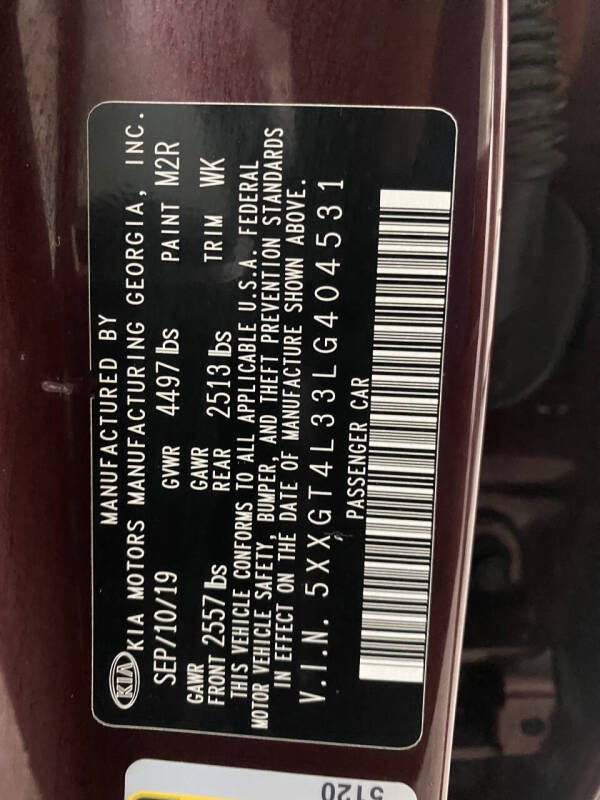 MANUFACTURED BY
KIA KIA MOTORS MANUFACTURING GEORGIA, INC.
SEP/10/19 GVWR 4497 lbs PAINT M2R
GAWR GAWR
FRONT 2557 lbs REAR 2513 lbs TRIM WK
THIS VEHICLE CONFORMS TO ALL APPLICABLE U.S.A. FEDERAL
MOTOR VEHICLE SAFETY, BUMPER, AND THEFT PREVENTION STANDARDS
IN EFFECT ON THE DATE OF MANUFACTURE SHOWN ABOVE.
V.I.N. 5XXGT4L33LG404531
PASSENGER CAR
5120